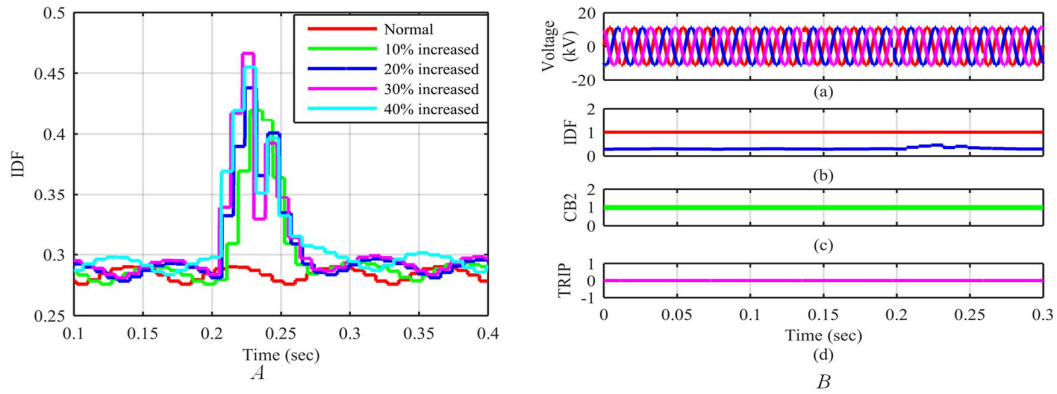 0.5
0.45
0.4
0.35
0.3
0.25
IDF
Normal
10% increased
20% increased
30% increased
40% increased
0.1 0.15 0.2 0.25 0.3 0.35 0.4
Time (sec)
A
20
0
-20
Voltage
(kV)
(a)
2
1
0
IDF
(b)
2
1
0
CB2
(c)
1
0
-1
TRIP
0 0.05 0.1 0.15 0.2 0.25 0.3
Time (sec)
(d)
B